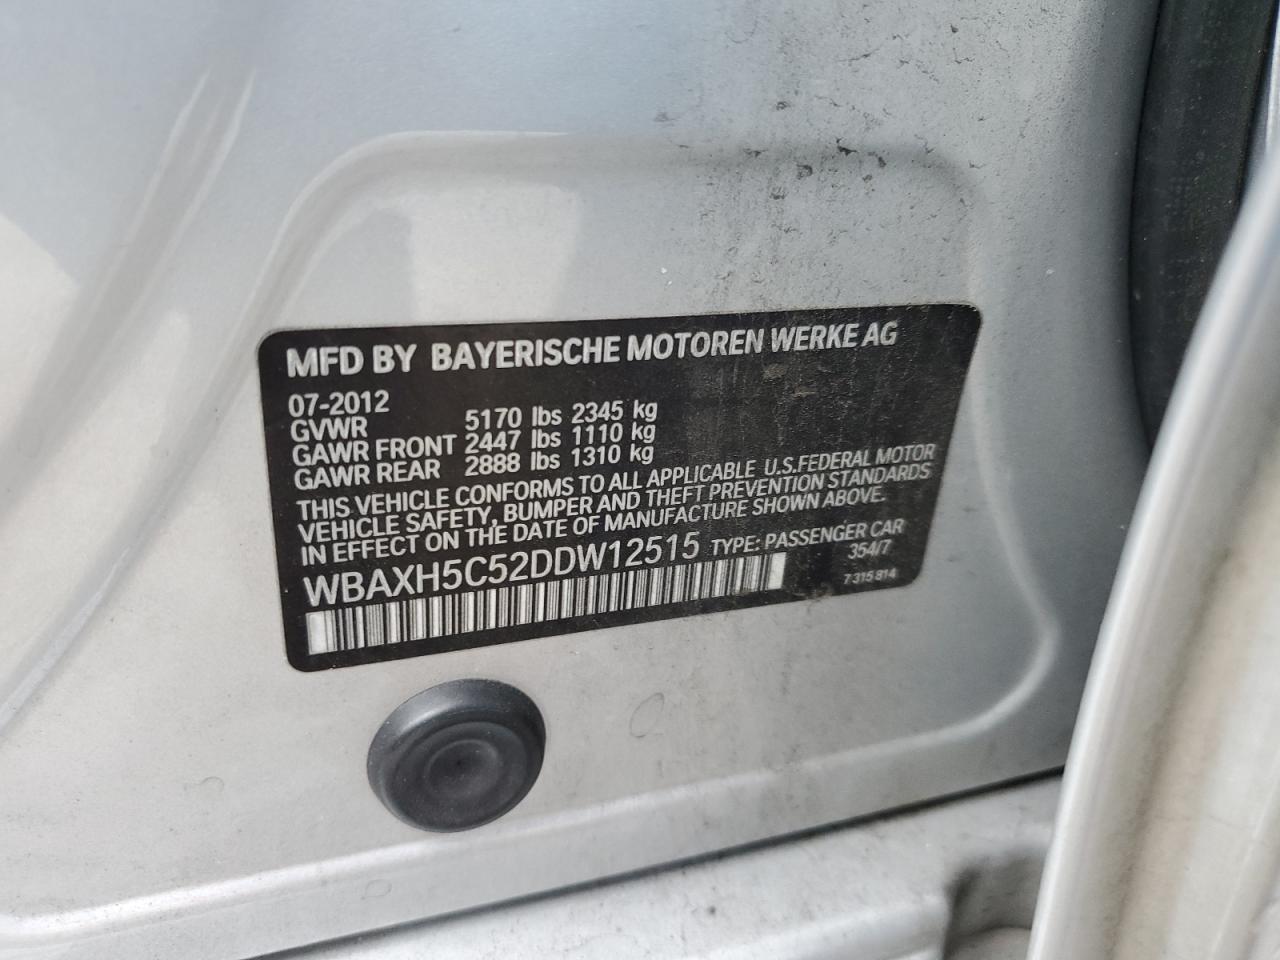 MFD BY BAYERISCHE MOTOREN WERKE AG
07-2012
GVWR 5170 lbs 2345 kg
GAWR FRONT 2447 lbs 1110 kg
GAWR REAR 2888 lbs 1310 kg
THIS VEHICLE CONFORMS TO ALL APPLICABLE U.S.FEDERAL MOTOR
VEHICLE SAFETY, BUMPER AND THEFT PREVENTION STANDARDS
IN EFFECT ON THE DATE OF MANUFACTURE SHOWN ABOVE.
WBAXH5C52DDW12515 TYPE: PASSENGER CAR
354/7
7 315 814